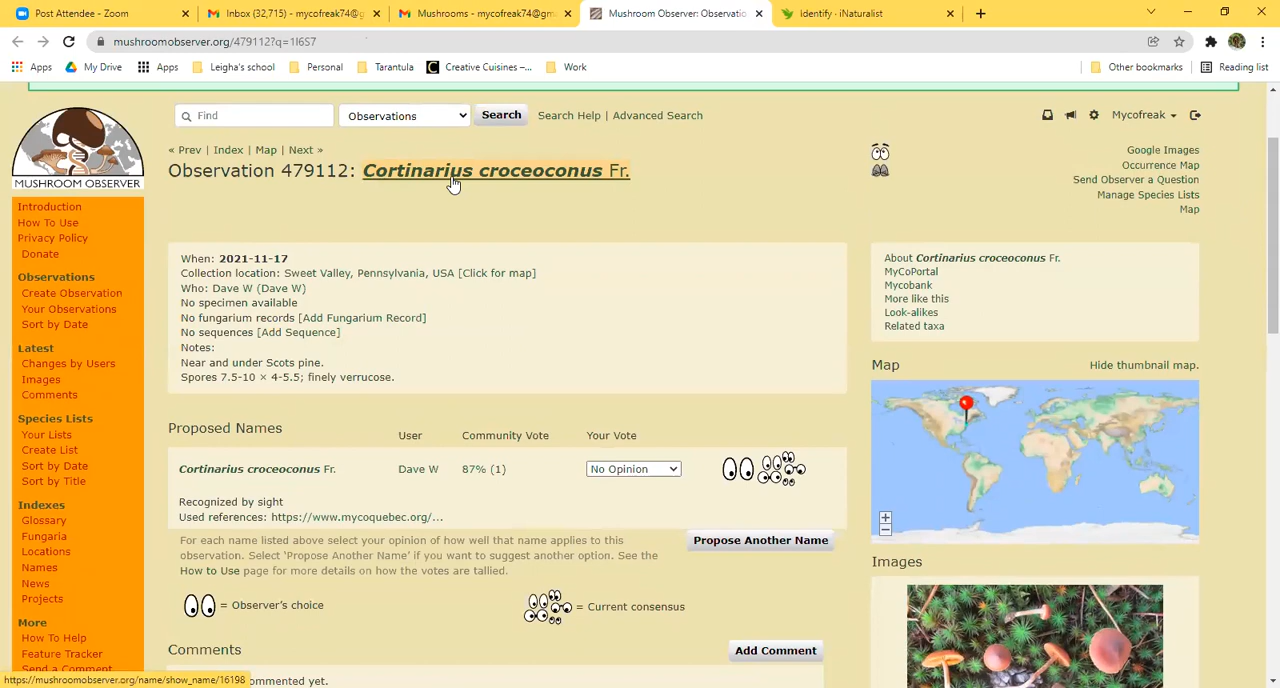 Post Attendee - Zoom
Inbox (32,715) - mycofreak74@g
Mushrooms - mycofreak74@gm
Mushroom Observer: Observatio
Identify · iNaturalist
mushroomobserver.org/479112?q=1I6S7
Apps
My Drive
Apps
Leigha's school
Personal
Tarantula
Creative Cuisines –...
Work
Other bookmarks
Reading list
MUSHROOM OBSERVER
Find
Observations
Search
Search Help | Advanced Search
Mycofreak
« Prev | Index | Map | Next »
Observation 479112: Cortinarius croceoconus Fr.
Google Images
Occurrence Map
Send Observer a Question
Manage Species Lists
Map
Introduction
How To Use
Privacy Policy
Donate
Observations
Create Observation
Your Observations
Sort by Date
Latest
Changes by Users
Images
Comments
Species Lists
Your Lists
Create List
Sort by Date
Sort by Title
Indexes
Glossary
Fungaria
Locations
Names
News
Projects
More
How To Help
Feature Tracker
Send a Comment
When: 2021-11-17
Collection location: Sweet Valley, Pennsylvania, USA [Click for map]
Who: Dave W (Dave W)
No specimen available
No fungarium records [Add Fungarium Record]
No sequences [Add Sequence]
Notes:
Near and under Scots pine.
Spores 7.5-10 × 4-5.5; finely verrucose.
About Cortinarius croceoconus Fr.
MyCoPortal
Mycobank
More like this
Look-alikes
Related taxa
Map
Hide thumbnail map.
+
−
Images
Proposed Names
User
Community Vote
Your Vote
Cortinarius croceoconus Fr.
Dave W
87% (1)
No Opinion
Recognized by sight
Used references: https://www.mycoquebec.org/...
For each name listed above select your opinion of how well that name applies to this
observation. Select 'Propose Another Name' if you want to suggest another option. See the
How to Use page for more details on how the votes are tallied.
Propose Another Name
= Observer's choice
= Current consensus
Comments
Add Comment
commented yet.
https://mushroomobserver.org/name/show_name/16198